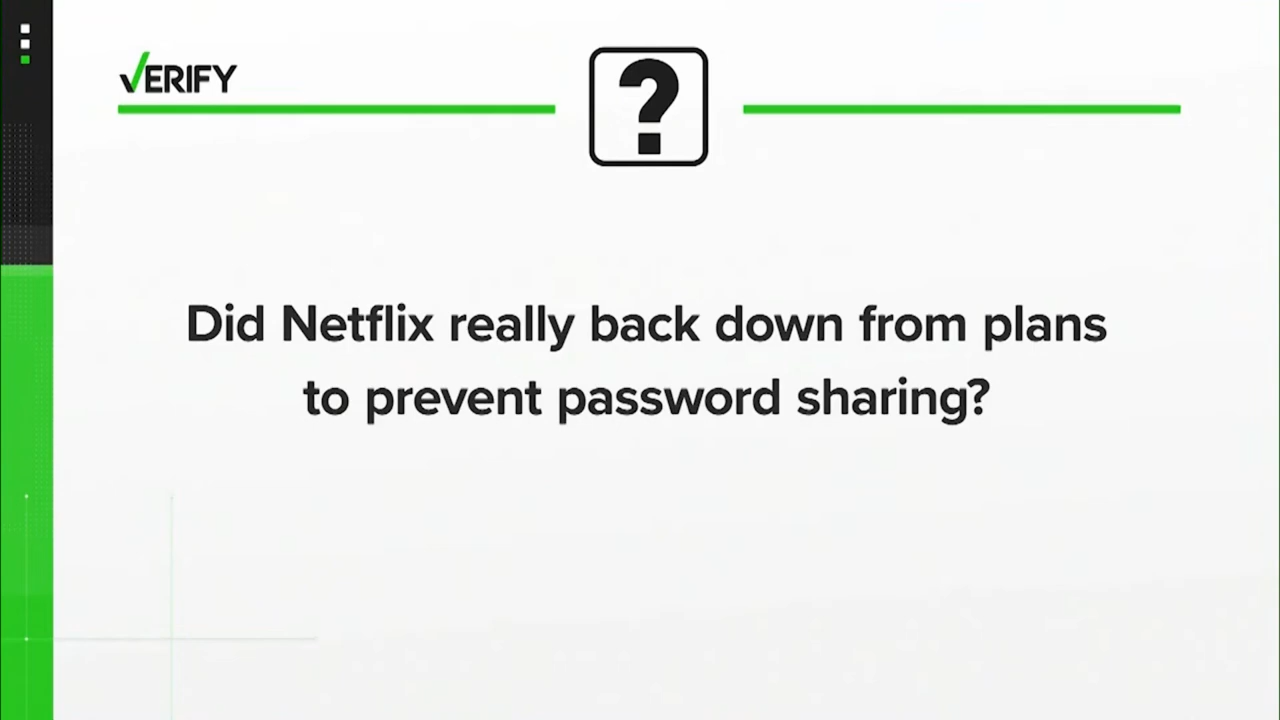 VERIFY
?
Did Netflix really back down from plans
to prevent password sharing?